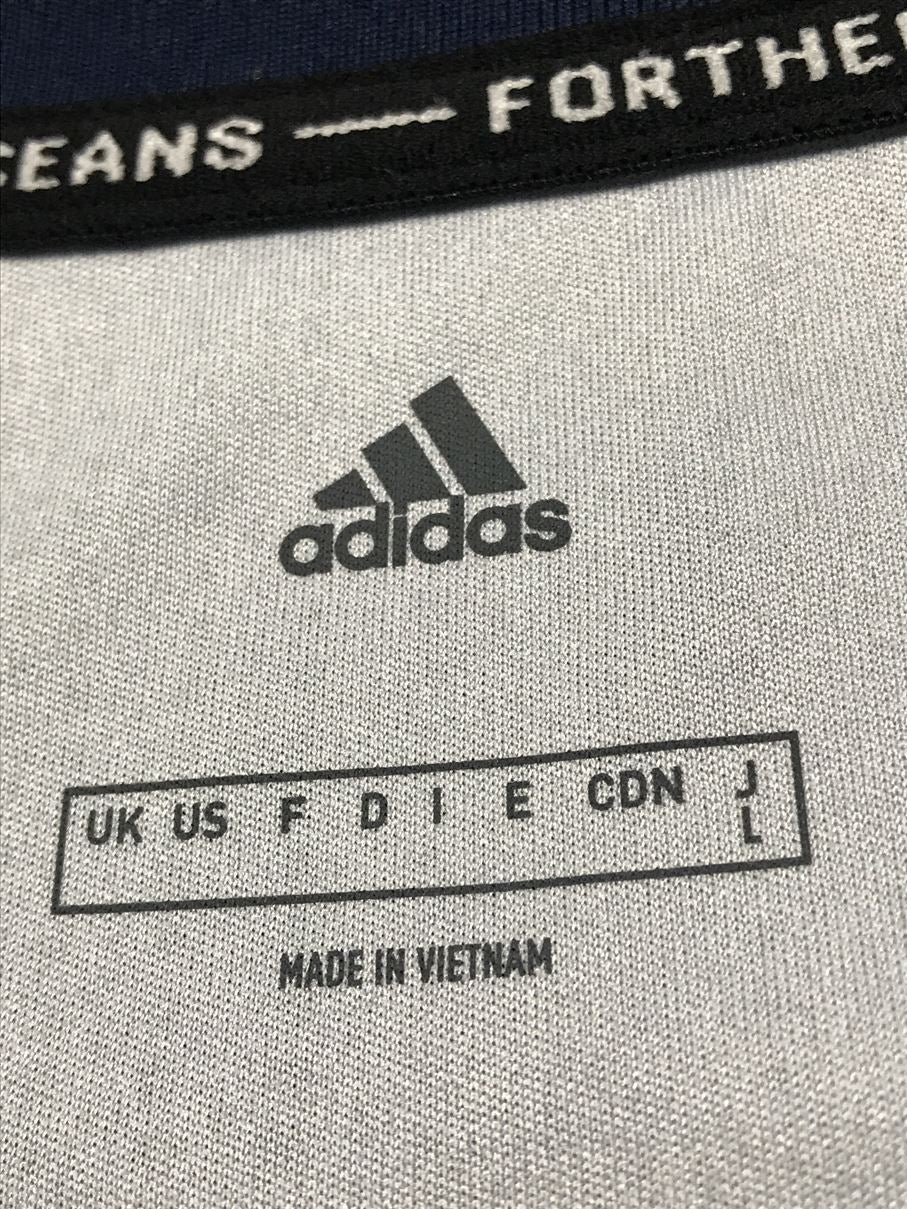 CEANS — FORTHE
adidas
UK US F D I E CDN J
L
MADE IN VIETNAM